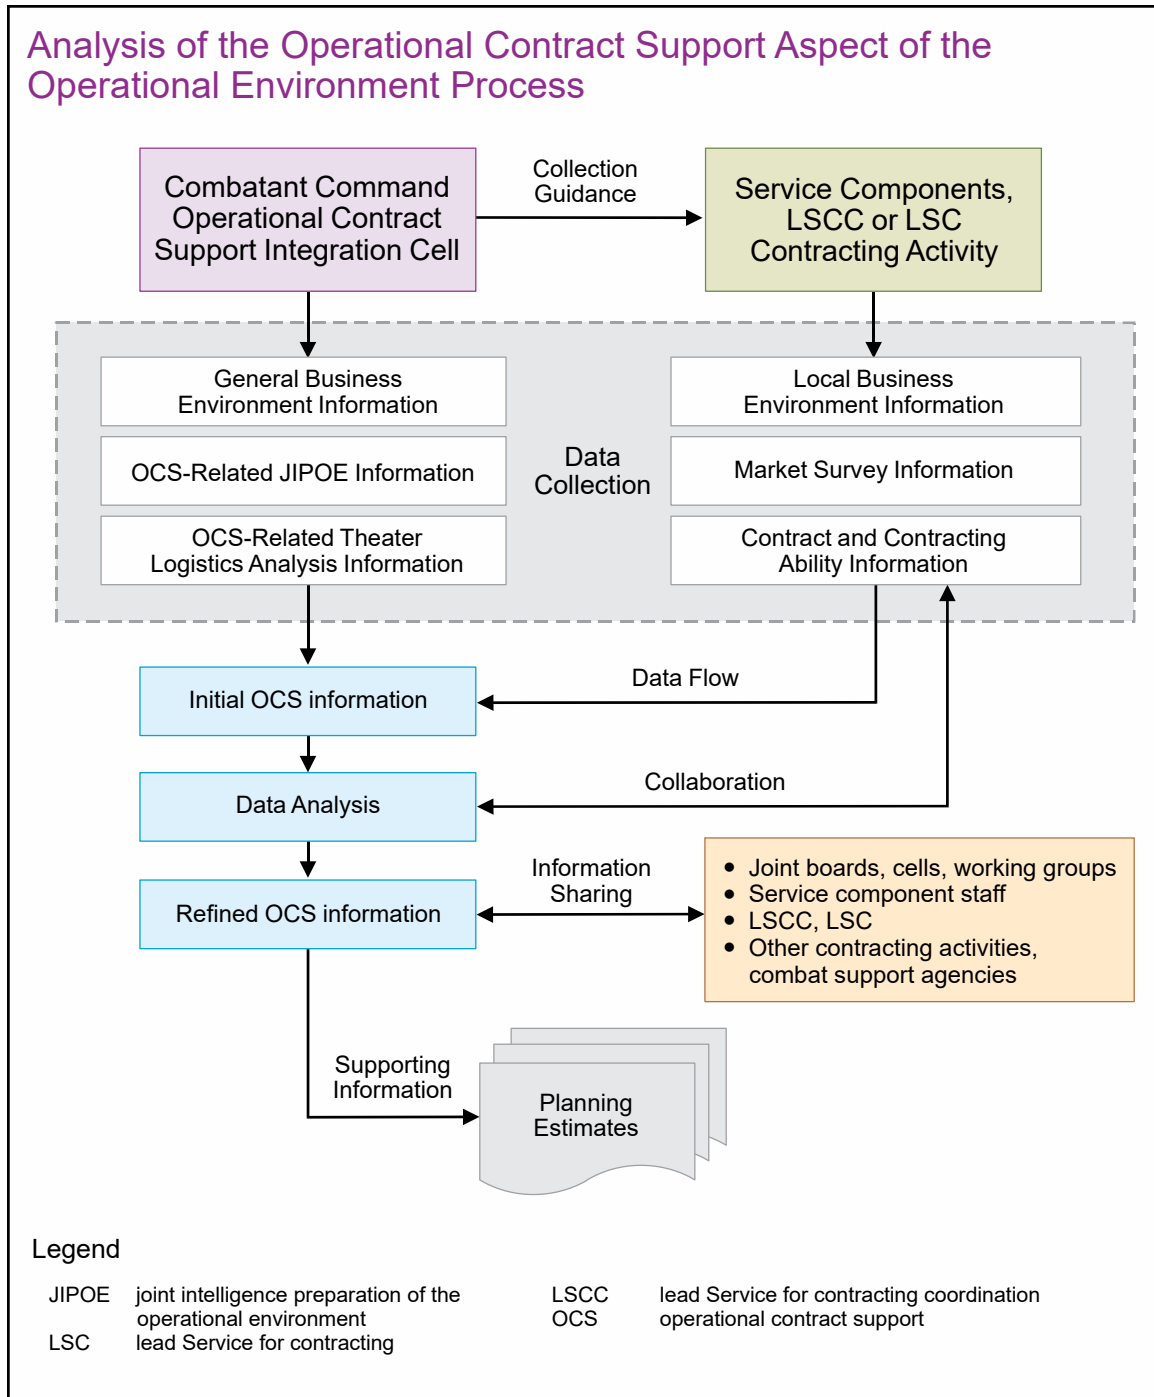 Analysis of the Operational Contract Support Aspect of the
Operational Environment Process
Combatant Command
Operational Contract
Support Integration Cell
Collection
Guidance
Service Components,
LSCC or LSC
Contracting Activity
General Business
Environment Information
OCS-Related JIPOE Information
OCS-Related Theater
Logistics Analysis Information
Data
Collection
Local Business
Environment Information
Market Survey Information
Contract and Contracting
Ability Information
Initial OCS information
Data Flow
Data Analysis
Collaboration
Refined OCS information
Information
Sharing
• Joint boards, cells, working groups
• Service component staff
• LSCC, LSC
• Other contracting activities,
combat support agencies
Supporting
Information
Planning
Estimates
Legend
JIPOE joint intelligence preparation of the
operational environment
LSC lead Service for contracting
LSCC lead Service for contracting coordination
OCS operational contract support